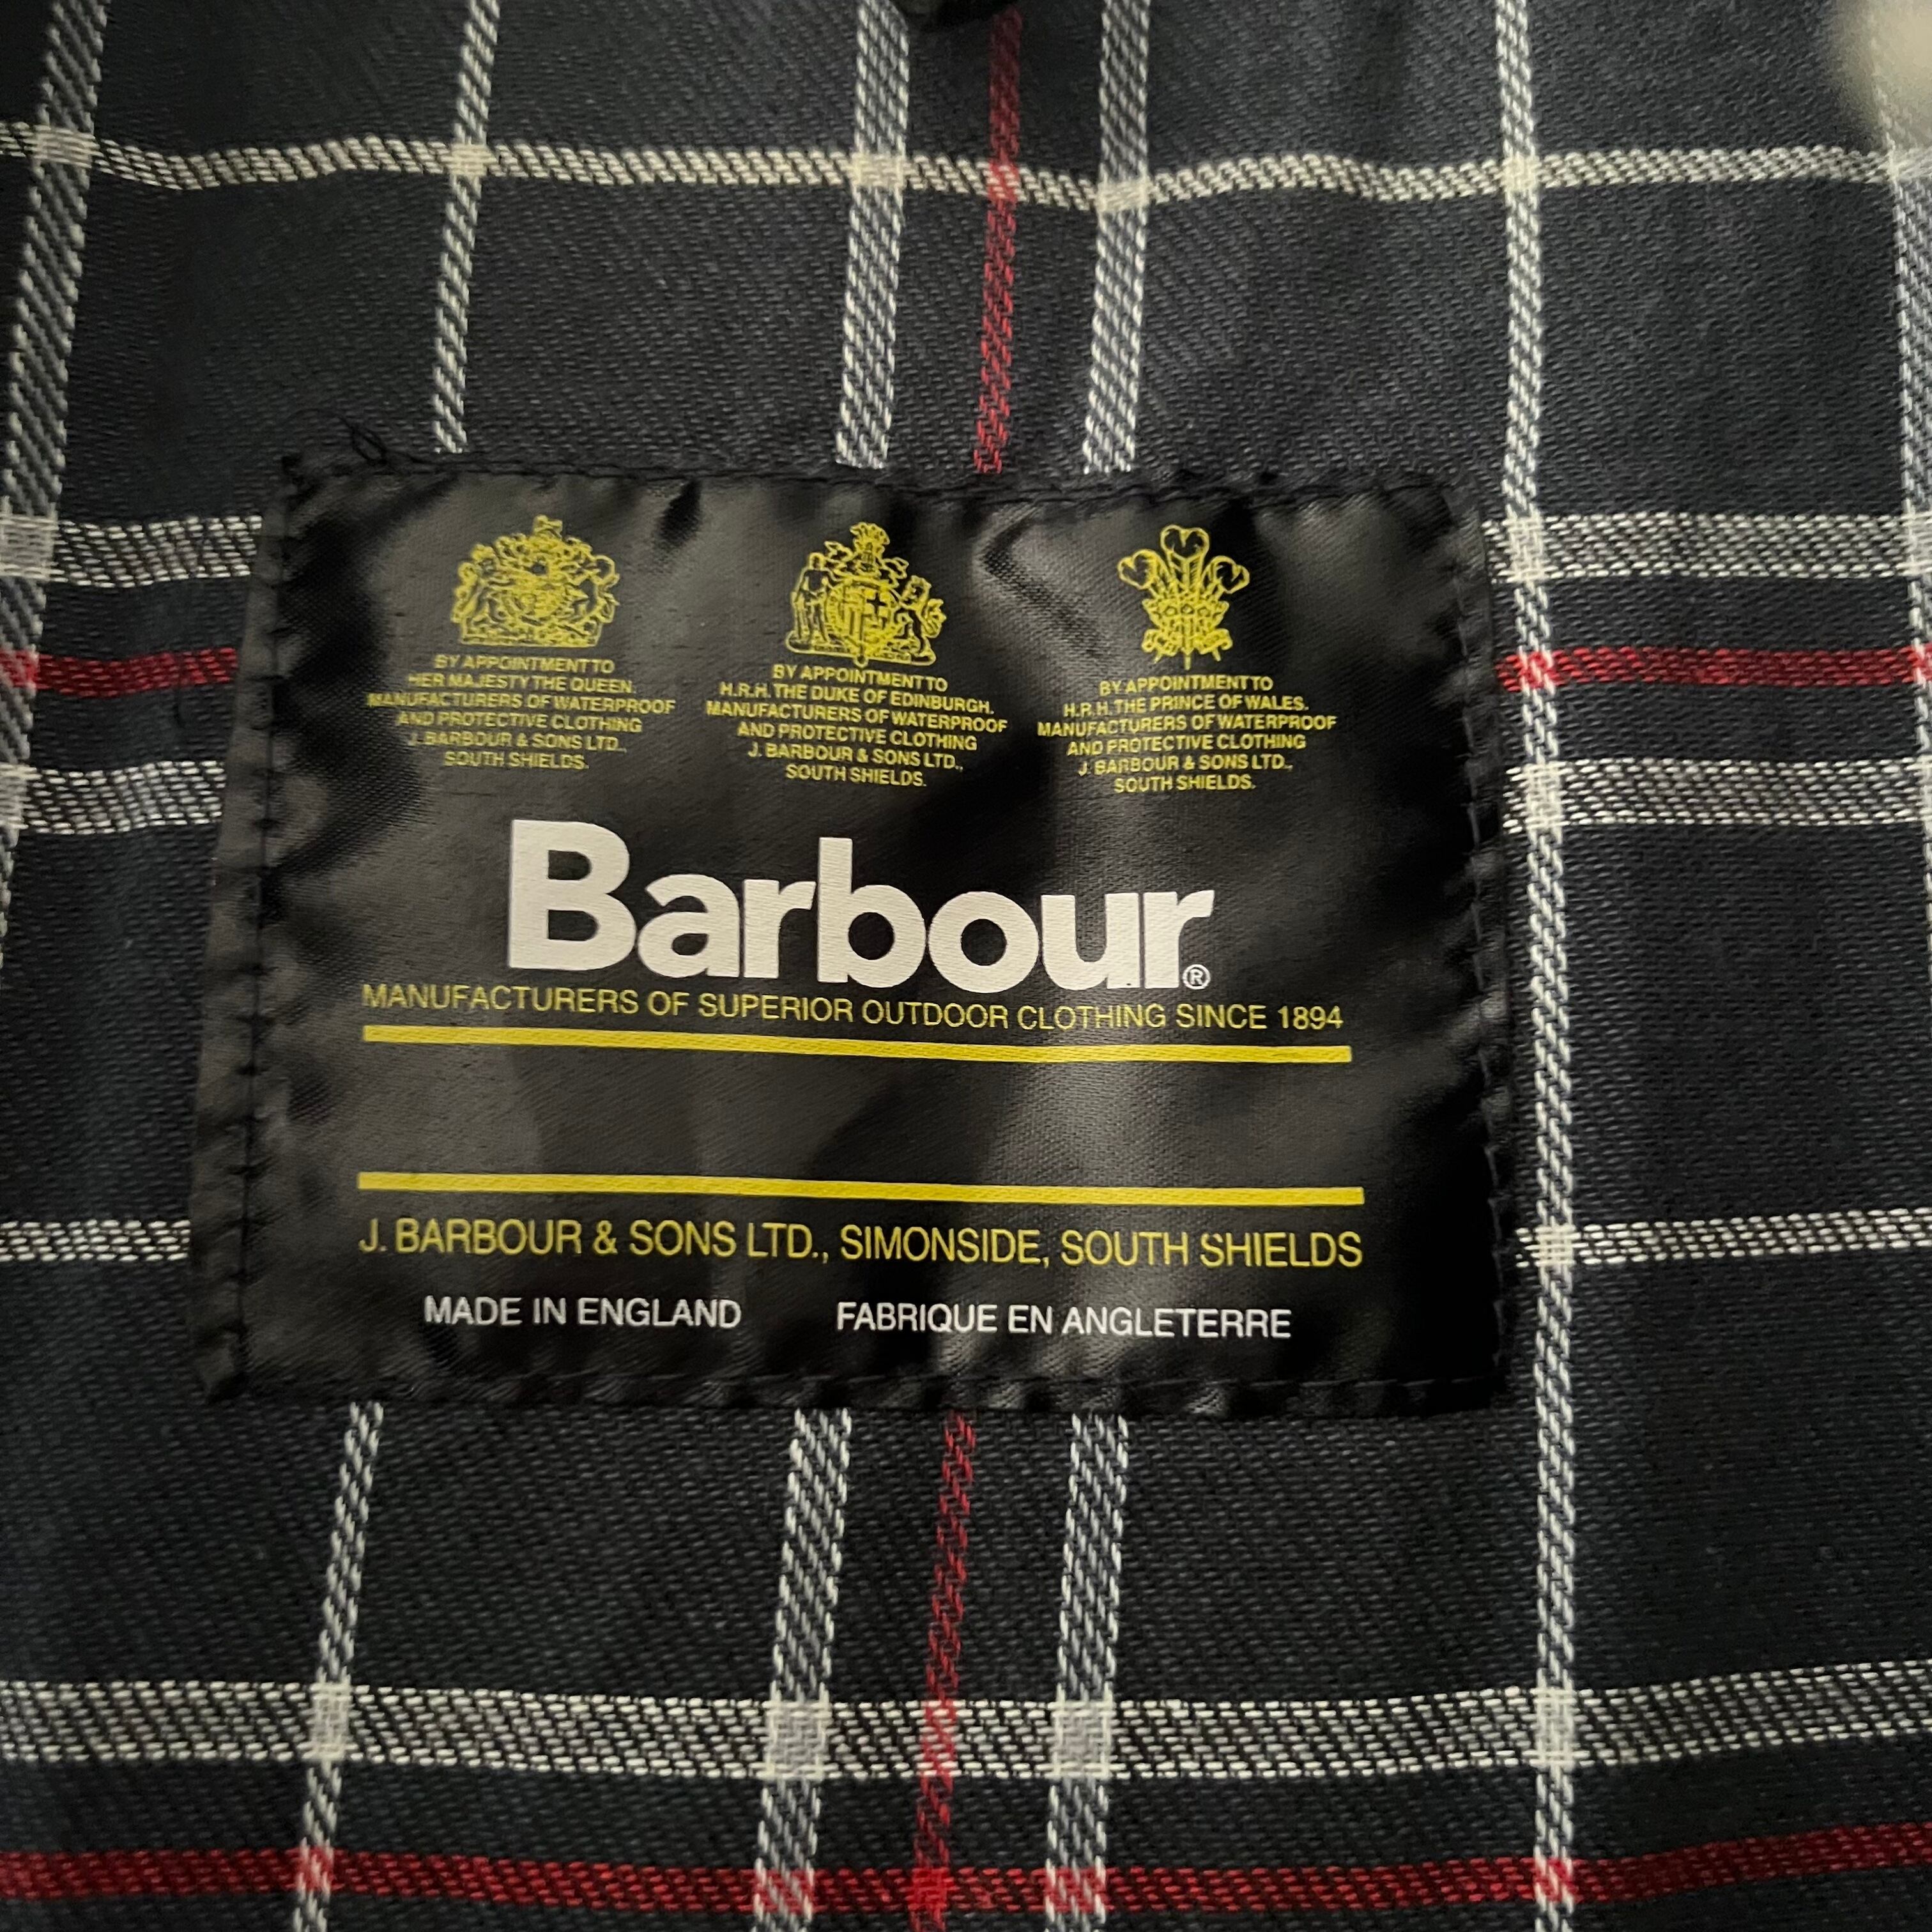 BY APPOINTMENT TO
HER MAJESTY THE QUEEN.
MANUFACTURERS OF WATERPROOF
AND PROTECTIVE CLOTHING
J. BARBOUR & SONS LTD.,
SOUTH SHIELDS.
BY APPOINTMENT TO
H.R.H. THE DUKE OF EDINBURGH.
MANUFACTURERS OF WATERPROOF
AND PROTECTIVE CLOTHING
J. BARBOUR & SONS LTD.,
SOUTH SHIELDS.
BY APPOINTMENT TO
H.R.H. THE PRINCE OF WALES.
MANUFACTURERS OF WATERPROOF
AND PROTECTIVE CLOTHING
J. BARBOUR & SONS LTD.,
SOUTH SHIELDS.
Barbour®
MANUFACTURERS OF SUPERIOR OUTDOOR CLOTHING SINCE 1894
J. BARBOUR & SONS LTD., SIMONSIDE, SOUTH SHIELDS
MADE IN ENGLAND FABRIQUE EN ANGLETERRE